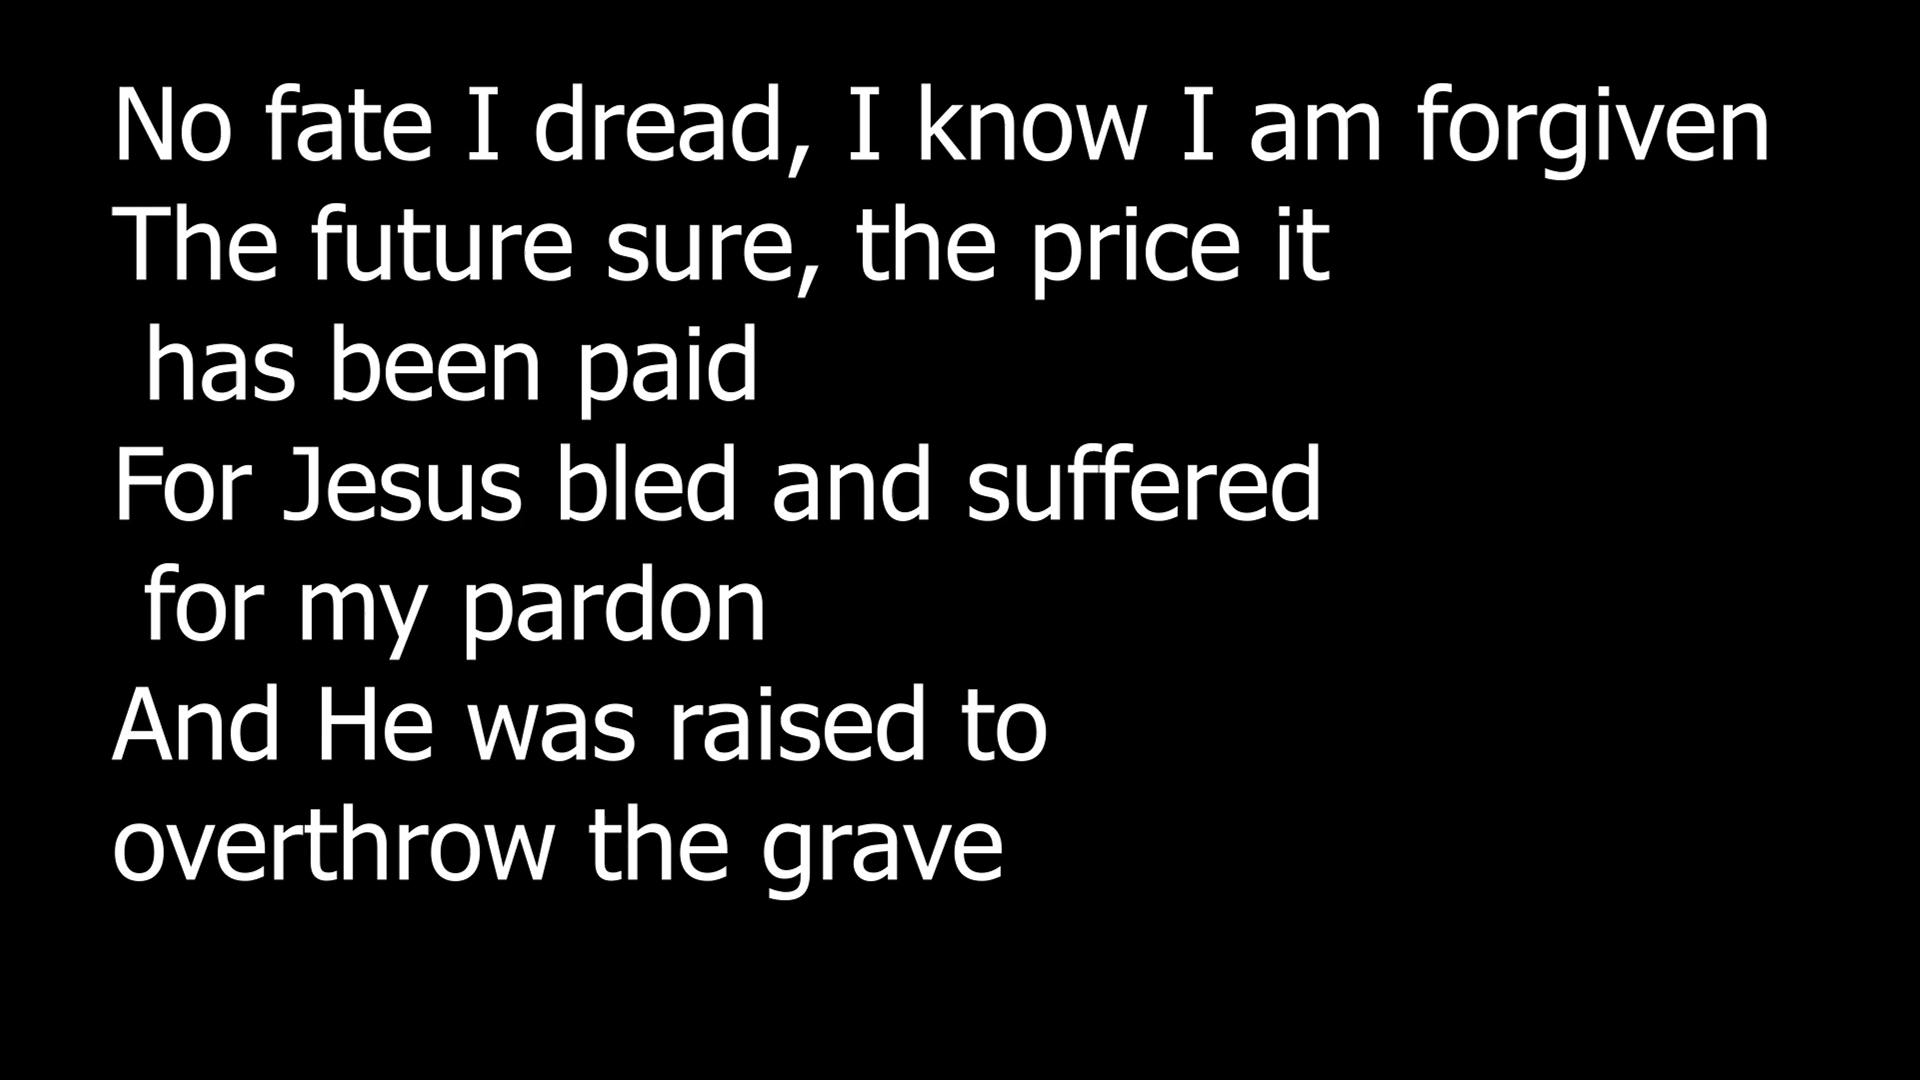 No fate I dread, I know I am forgiven
The future sure, the price it
has been paid
For Jesus bled and suffered
for my pardon
And He was raised to
overthrow the grave